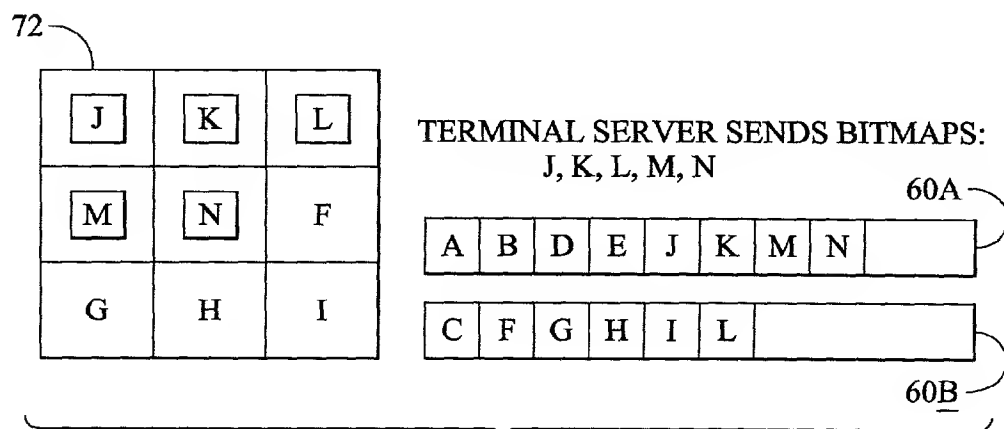 72
J K L
M N F
G H I
TERMINAL SERVER SENDS BITMAPS:
J, K, L, M, N
60A
A B D E J K M N
C F G H I L
60B